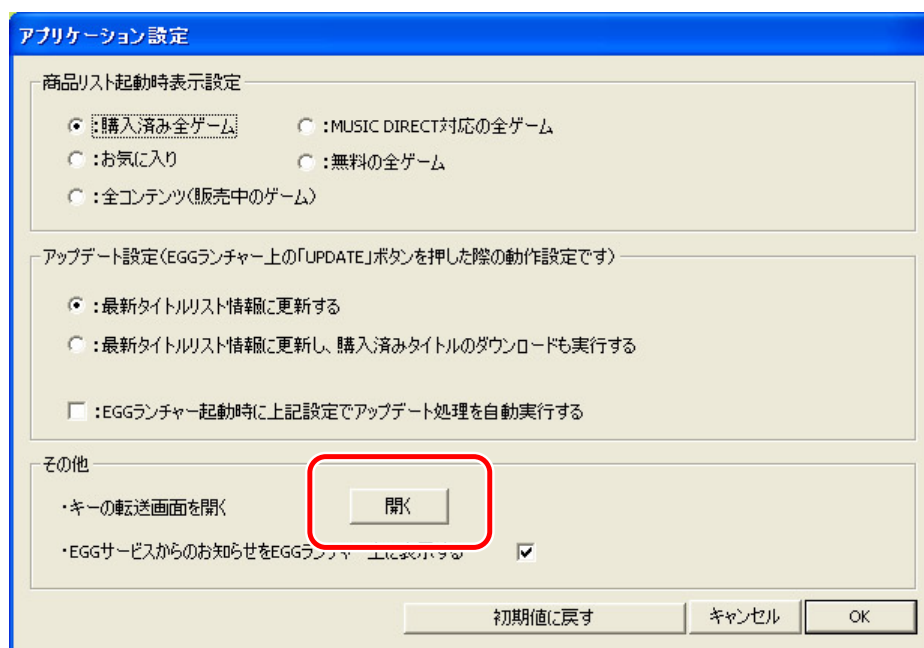 アプリケーション設定
商品リスト起動時表示設定
:購入済み全ゲーム :MUSIC DIRECT対応の全ゲーム
:お気に入り :無料の全ゲーム
:全コンテンツ(販売中のゲーム)
アップデート設定(EGGランチャー上の「UPDATE」ボタンを押した際の動作設定です)
:最新タイトルリスト情報に更新する
:最新タイトルリスト情報に更新し、購入済みタイトルのダウンロードも実行する
:EGGランチャー起動時に上記設定でアップデート処理を自動実行する
その他
・キーの転送画面を開く 開く
・EGGサービスからのお知らせをEGGランチャー上に表示する
初期値に戻す キャンセル OK